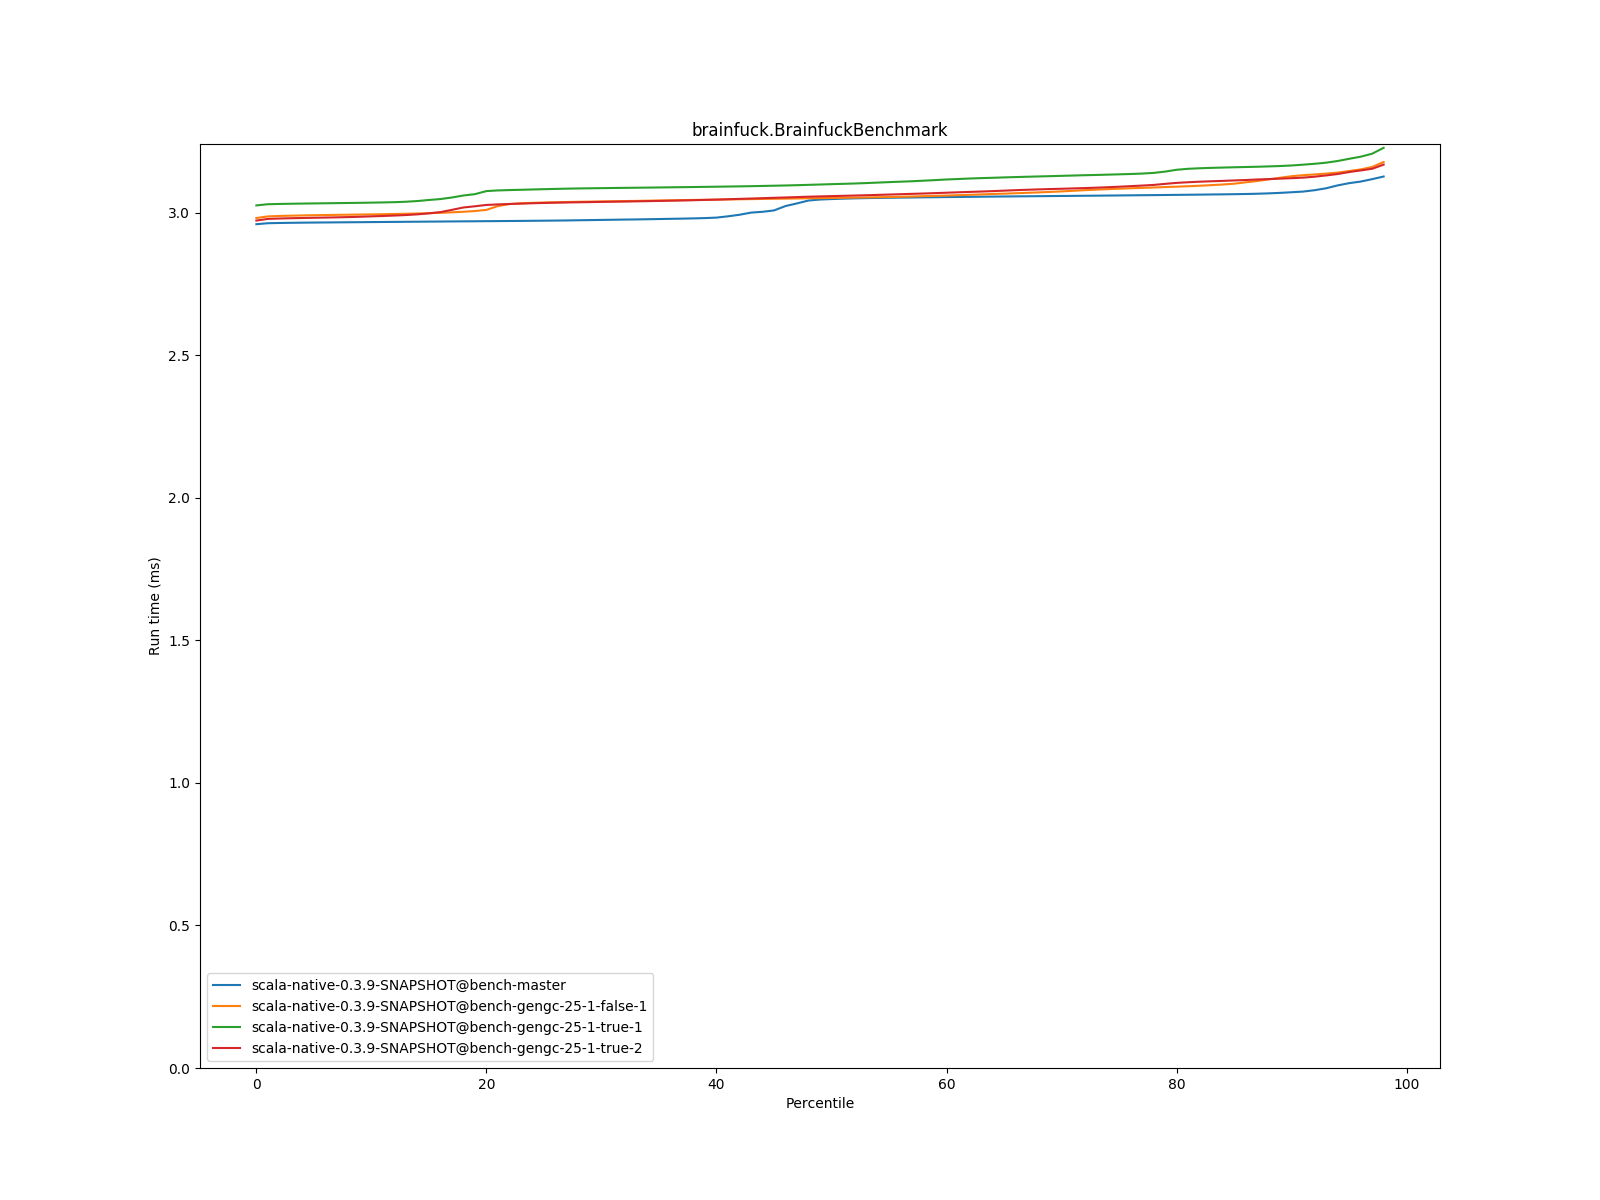 brainfuck.BrainfuckBenchmark
Run time (ms)
3.0
2.5
2.0
1.5
1.0
0.5
0.0
scala-native-0.3.9-SNAPSHOT@bench-master
scala-native-0.3.9-SNAPSHOT@bench-gengc-25-1-false-1
scala-native-0.3.9-SNAPSHOT@bench-gengc-25-1-true-1
scala-native-0.3.9-SNAPSHOT@bench-gengc-25-1-true-2
0 20 40 60 80 100
Percentile